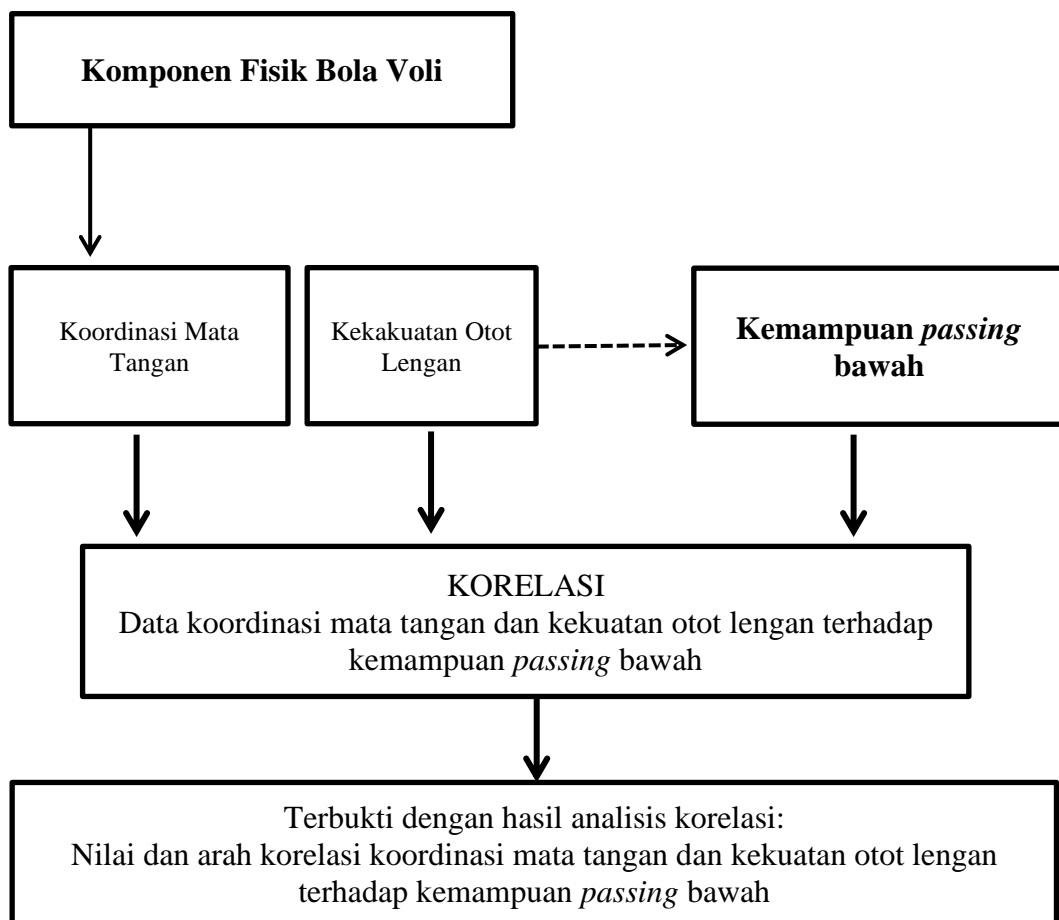 Komponen Fisik Bola Voli
Koordinasi Mata
Tangan
Kekakuatan Otot
Lengan
Kemampuan passing
bawah
KORELASI
Data koordinasi mata tangan dan kekuatan otot lengan terhadap
kemampuan passing bawah
Terbukti dengan hasil analisis korelasi:
Nilai dan arah korelasi koordinasi mata tangan dan kekuatan otot lengan
terhadap kemampuan passing bawah